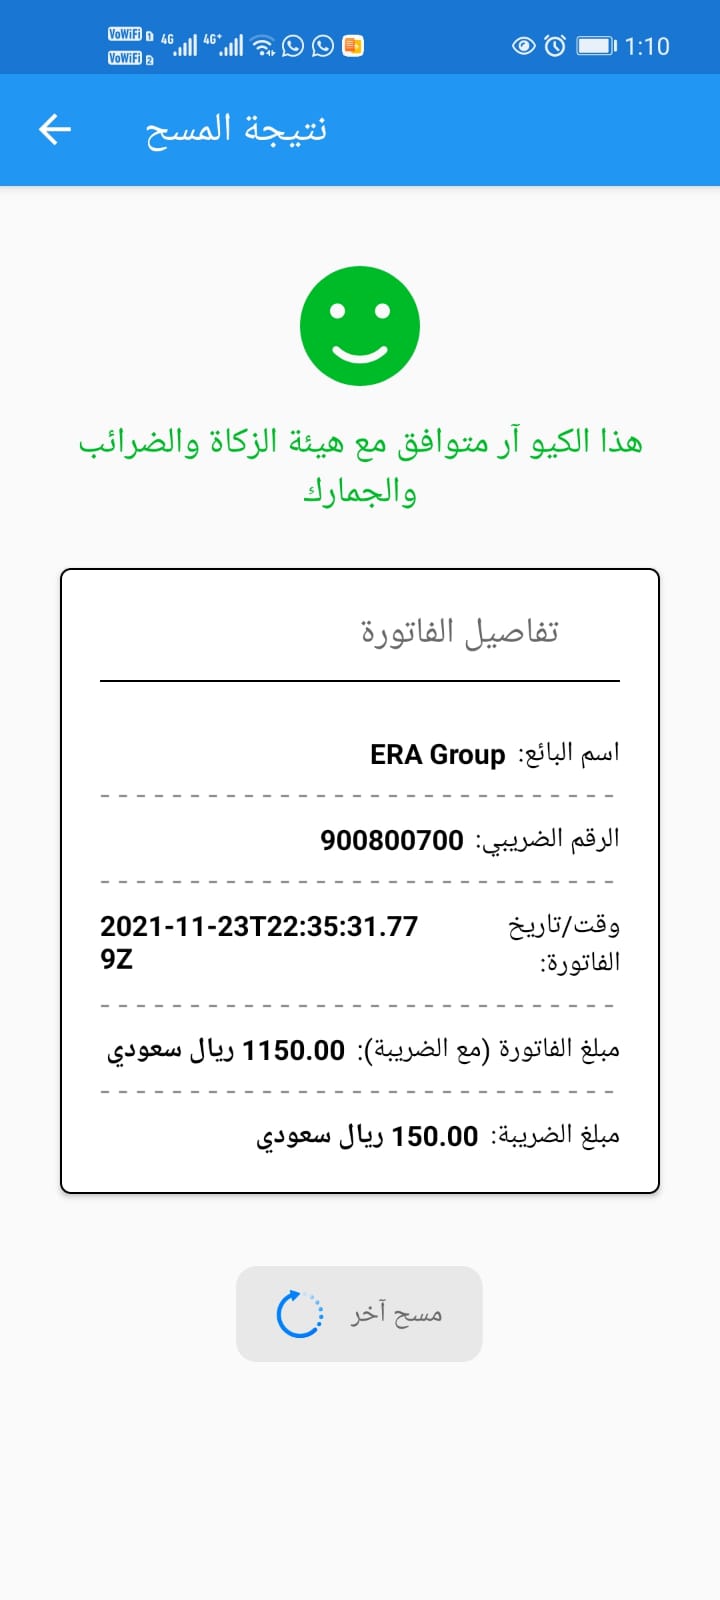 VoWiFi 1 4G 4G+ 1:10
VoWiFi 2
نتيجة المسح
هذا الكيو آر متوافق مع هيئة الزكاة والضرائب
والجمارك
تفاصيل الفاتورة
اسم البائع: ERA Group
الرقم الضريبي: 900800700
وقت/تاريخ 2021-11-23T22:35:31.77
الفاتورة: 9Z
مبلغ الفاتورة (مع الضريبة): 1150.00 ريال سعودي
مبلغ الضريبة: 150.00 ريال سعودي
مسح آخر